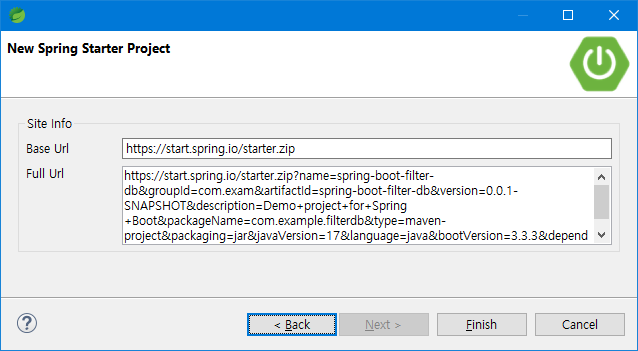 New Spring Starter Project
Site Info
Base Url
https://start.spring.io/starter.zip
Full Url
https://start.spring.io/starter.zip?name=spring-boot-filter-
db&groupId=com.exam&artifactId=spring-boot-filter-db&version=0.0.1-
SNAPSHOT&description=Demo+project+for+Spring
+Boot&packageName=com.example.filterdb&type=maven-
project&packaging=jar&javaVersion=17&language=java&bootVersion=3.3.3&depend
?
< Back
Next >
Finish
Cancel